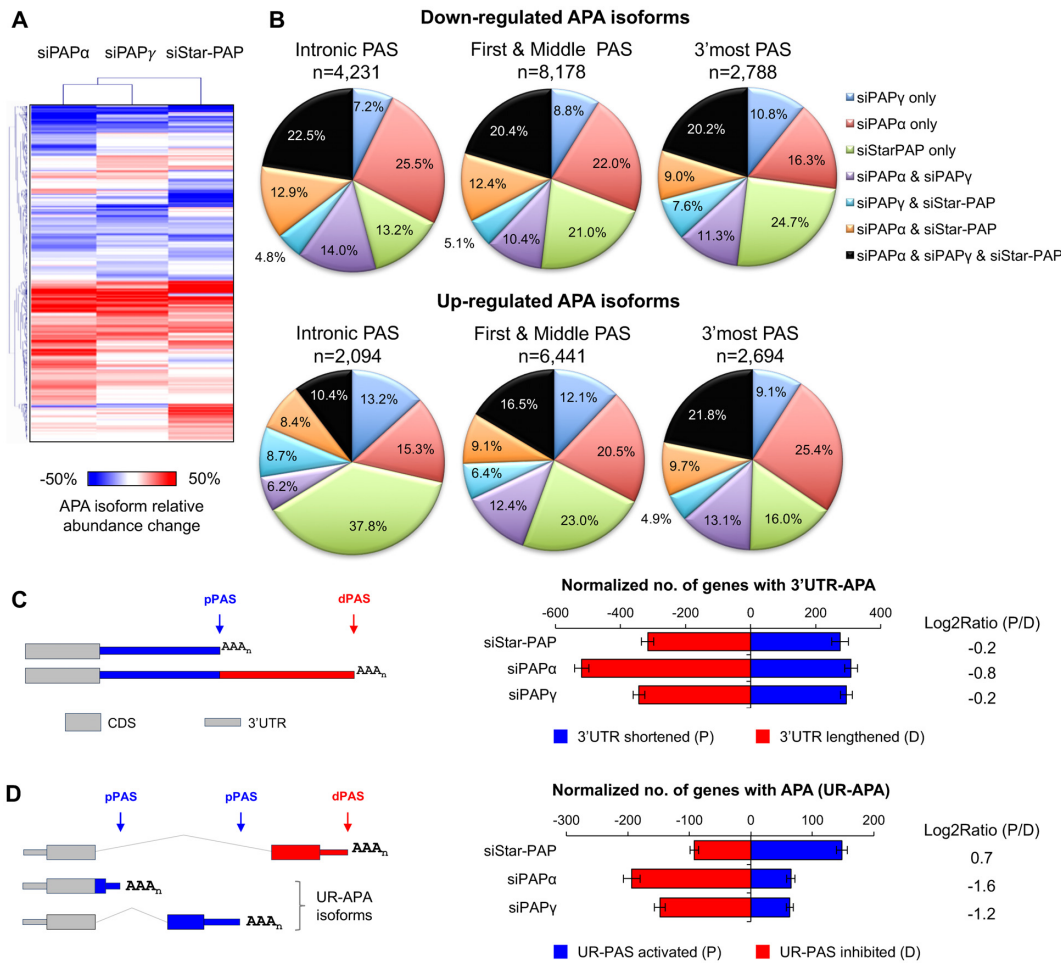 A
siPAPα siPAPγ siStar-PAP
-50% 50%
APA isoform relative
abundance change
B
Down-regulated APA isoforms
Intronic PAS
n=4,231
7.2%
25.5%
13.2%
14.0%
4.8%
12.9%
22.5%
First & Middle PAS
n=8,178
8.8%
22.0%
21.0%
10.4%
5.1%
12.4%
20.4%
3'most PAS
n=2,788
10.8%
16.3%
24.7%
11.3%
7.6%
9.0%
20.2%
siPAPγ only
siPAPα only
siStarPAP only
siPAPα & siPAPγ
siPAPγ & siStar-PAP
siPAPα & siStar-PAP
siPAPα & siPAPγ & siStar-PAP
Up-regulated APA isoforms
Intronic PAS
n=2,094
13.2%
15.3%
37.8%
6.2%
8.7%
8.4%
10.4%
First & Middle PAS
n=6,441
12.1%
20.5%
23.0%
12.4%
6.4%
9.1%
16.5%
3'most PAS
n=2,694
9.1%
25.4%
16.0%
13.1%
4.9%
9.7%
21.8%
C
pPAS dPAS
AAAn
AAAn
CDS 3'UTR
Normalized no. of genes with 3'UTR-APA
-600 -400 -200 0 200 400
Log2Ratio (P/D)
siStar-PAP -0.2
siPAPα -0.8
siPAPγ -0.2
3'UTR shortened (P) 3'UTR lengthened (D)
D
pPAS pPAS dPAS
AAAn
AAAn
AAAn
UR-APA
isoforms
Normalized no. of genes with APA (UR-APA)
-300 -200 -100 0 100 200
Log2Ratio (P/D)
siStar-PAP 0.7
siPAPα -1.6
siPAPγ -1.2
UR-PAS activated (P) UR-PAS inhibited (D)